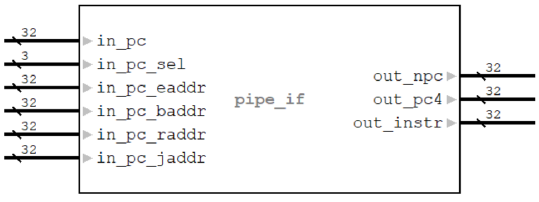 32 in_pc
3 in_pc_sel
32 in_pc_eaddr
32 in_pc_baddr
32 in_pc_raddr
32 in_pc_jaddr
pipe_if
out_npc 32
out_pc4 32
out_instr 32